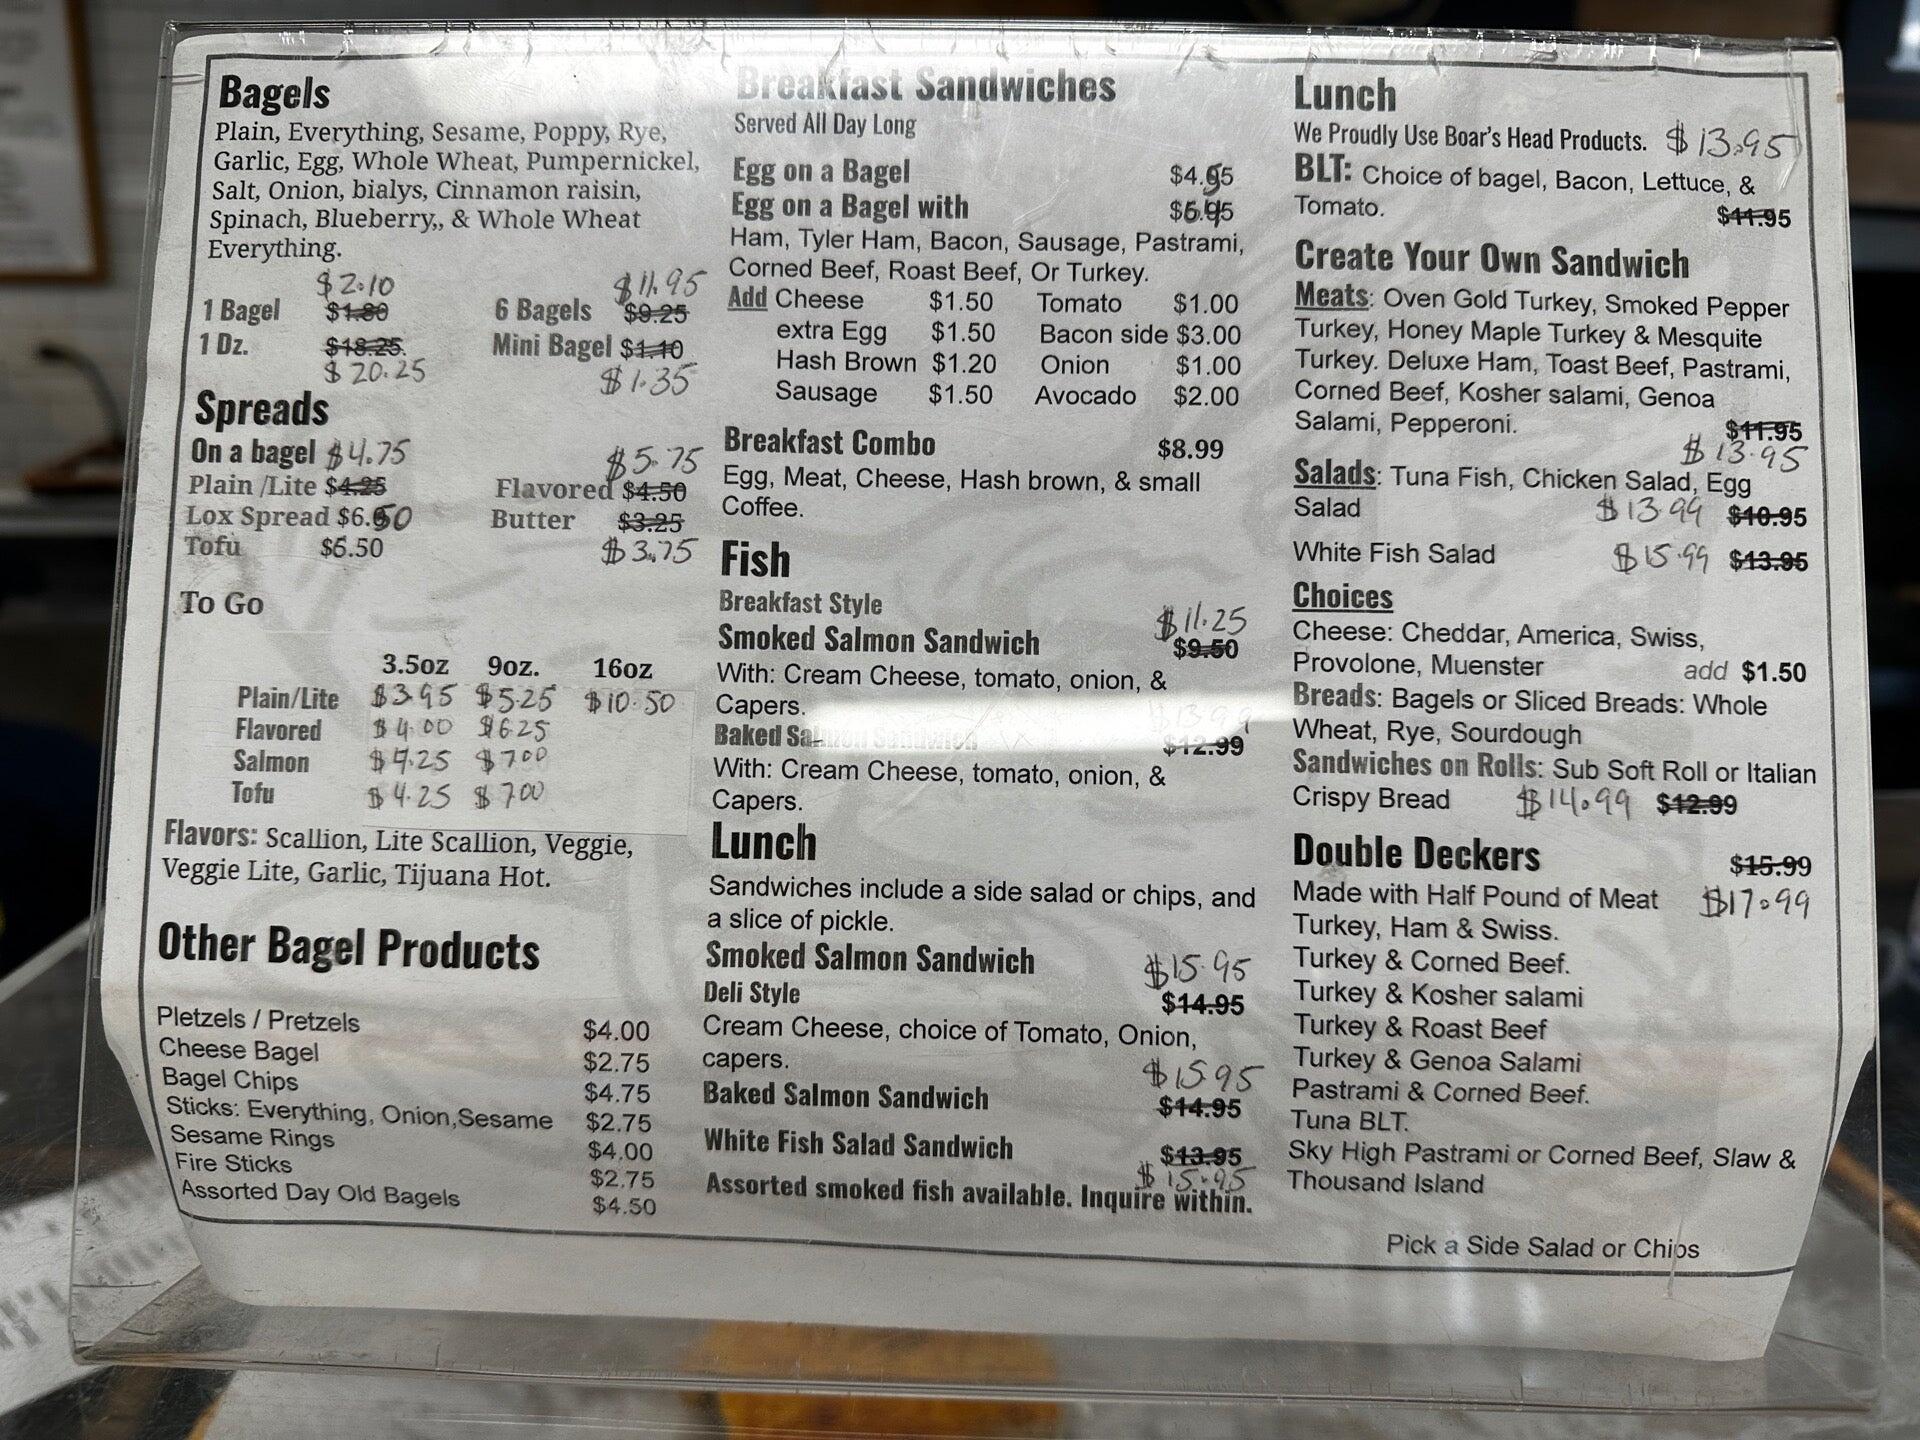 Bagels
Plain, Everything, Sesame, Poppy, Rye,
Garlic, Egg, Whole Wheat, Pumpernickel,
Salt, Onion, bialys, Cinnamon raisin,
Spinach, Blueberry,, & Whole Wheat
Everything.
$2.10 $11.95
1 Bagel $1.80 6 Bagels $9.25
1 Dz. $18.25 Mini Bagel $1.10
$20.25 $1.35
Spreads
On a bagel $4.75 $5.75
Plain /Lite $4.25 Flavored $4.50
Lox Spread $6.50 Butter $3.25
Tofu $5.50 $3.75
To Go
3.5oz 9oz. 16oz
Plain/Lite $3.95 $5.25 $10.50
Flavored $4.00 $6.25
Salmon $4.25 $7.00
Tofu $4.25 $7.00
Flavors: Scallion, Lite Scallion, Veggie,
Veggie Lite, Garlic, Tijuana Hot.
Other Bagel Products
Pletzels / Pretzels $4.00
Cheese Bagel $2.75
Bagel Chips $4.75
Sticks: Everything, Onion,Sesame $2.75
Sesame Rings $4.00
Fire Sticks $2.75
Assorted Day Old Bagels $4.50
Breakfast Sandwiches
Served All Day Long
Egg on a Bagel $4.95
Egg on a Bagel with
Ham, Tyler Ham, Bacon, Sausage, Pastrami,
Corned Beef, Roast Beef, Or Turkey.
Add Cheese $1.50 Tomato $1.00
extra Egg $1.50 Bacon side $3.00
Hash Brown $1.20 Onion $1.00
Sausage $1.50 Avocado $2.00
Breakfast Combo $8.99
Egg, Meat, Cheese, Hash brown, & small
Coffee.
Fish
Breakfast Style $11.25
Smoked Salmon Sandwich $9.50
With: Cream Cheese, tomato, onion, &
Capers. $13.99
Baked Salmon Sandwich $12.99
With: Cream Cheese, tomato, onion, &
Capers.
Lunch
Sandwiches include a side salad or chips, and
a slice of pickle.
Smoked Salmon Sandwich $15.95
Deli Style $14.95
Cream Cheese, choice of Tomato, Onion,
capers. $15.95
Baked Salmon Sandwich $14.95
White Fish Salad Sandwich $13.95
$15.95
Assorted smoked fish available. Inquire within.
Lunch
We Proudly Use Boar's Head Products. $13.95
BLT: Choice of bagel, Bacon, Lettuce, &
Tomato. $11.95
Create Your Own Sandwich
Meats: Oven Gold Turkey, Smoked Pepper
Turkey, Honey Maple Turkey & Mesquite
Turkey. Deluxe Ham, Toast Beef, Pastrami,
Corned Beef, Kosher salami, Genoa
Salami, Pepperoni. $11.95
$13.95
Salads: Tuna Fish, Chicken Salad, Egg
Salad $13.99 $10.95
White Fish Salad $15.99 $13.95
Choices
Cheese: Cheddar, America, Swiss,
Provolone, Muenster add $1.50
Breads: Bagels or Sliced Breads: Whole
Wheat, Rye, Sourdough
Sandwiches on Rolls: Sub Soft Roll or Italian
Crispy Bread $14.99 $12.99
Double Deckers $15.99
Made with Half Pound of Meat $17.99
Turkey, Ham & Swiss.
Turkey & Corned Beef.
Turkey & Kosher salami
Turkey & Roast Beef
Turkey & Genoa Salami
Pastrami & Corned Beef.
Tuna BLT.
Sky High Pastrami or Corned Beef, Slaw &
Thousand Island
Pick a Side Salad or Chips